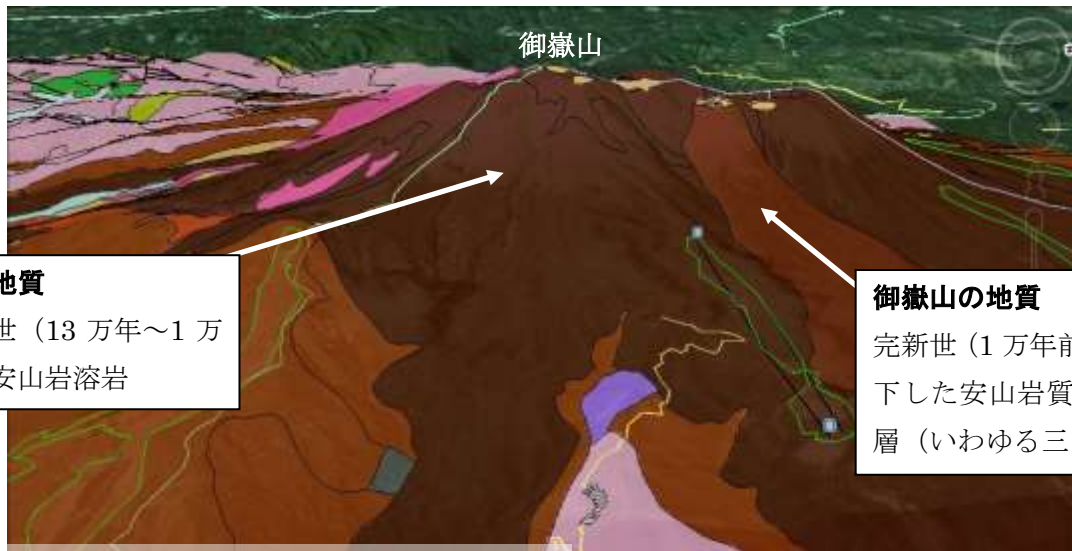 御嶽山
地質
世（13 万年～1 万
安山岩溶岩
御嶽山の地質
完新世（1 万年前
下した安山岩質
層（いわゆる三